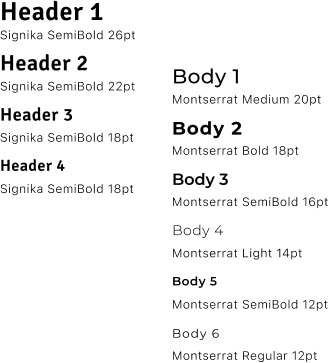 Header 1
Signika SemiBold 26pt
Header 2
Signika SemiBold 22pt
Header 3
Signika SemiBold 18pt
Header 4
Signika SemiBold 18pt
Body 1
Montserrat Medium 20pt
Body 2
Montserrat Bold 18pt
Body 3
Montserrat SemiBold 16pt
Body 4
Montserrat Light 14pt
Body 5
Montserrat SemiBold 12pt
Body 6
Montserrat Regular 12pt